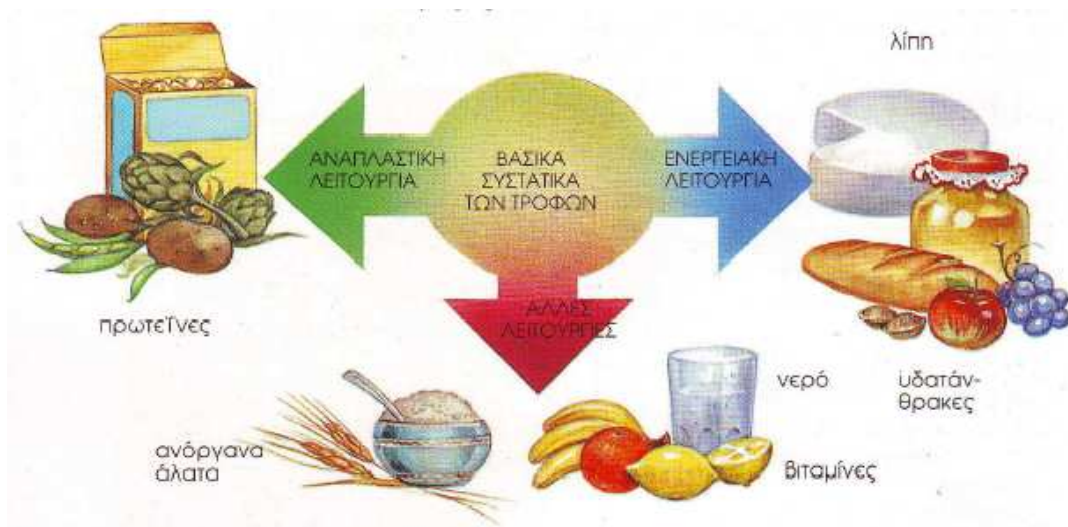 λίπη
ΑΝΑΠΛΑΣΤΙΚΗ
ΛΕΙΤΟΥΡΓΙΑ
ΒΑΣΙΚΑ
ΣΥΣΤΑΤΙΚΑ
ΤΩΝ ΤΡΟΦΩΝ
ΕΝΕΡΓΕΙΑΚΗ
ΛΕΙΤΟΥΡΓΙΑ
πρωτεΐνες
ΑΛΛΕΣ
ΛΕΙΤΟΥΡΓΙΕΣ
νερό
υδατάν-
θρακες
ανόργανα
άλατα
βιταμίνες